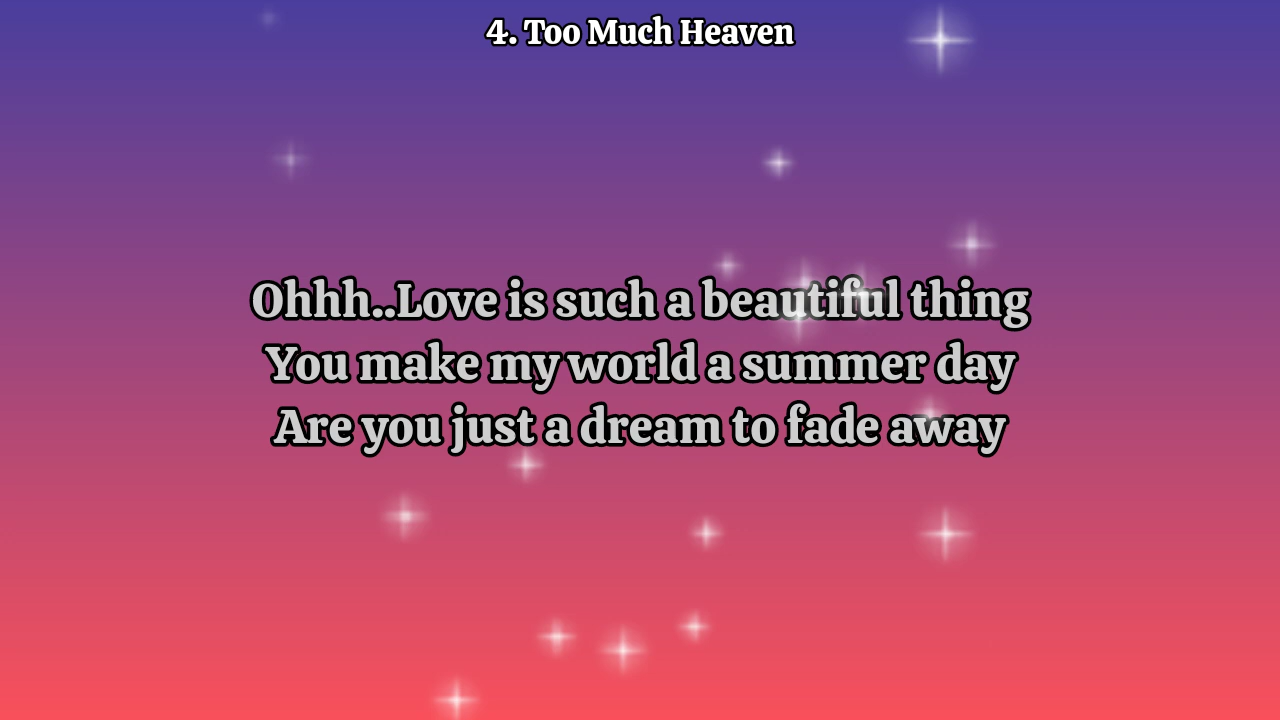 4. Too Much Heaven
Ohhh..Love is such a beautiful thing
You make my world a summer day
Are you just a dream to fade away